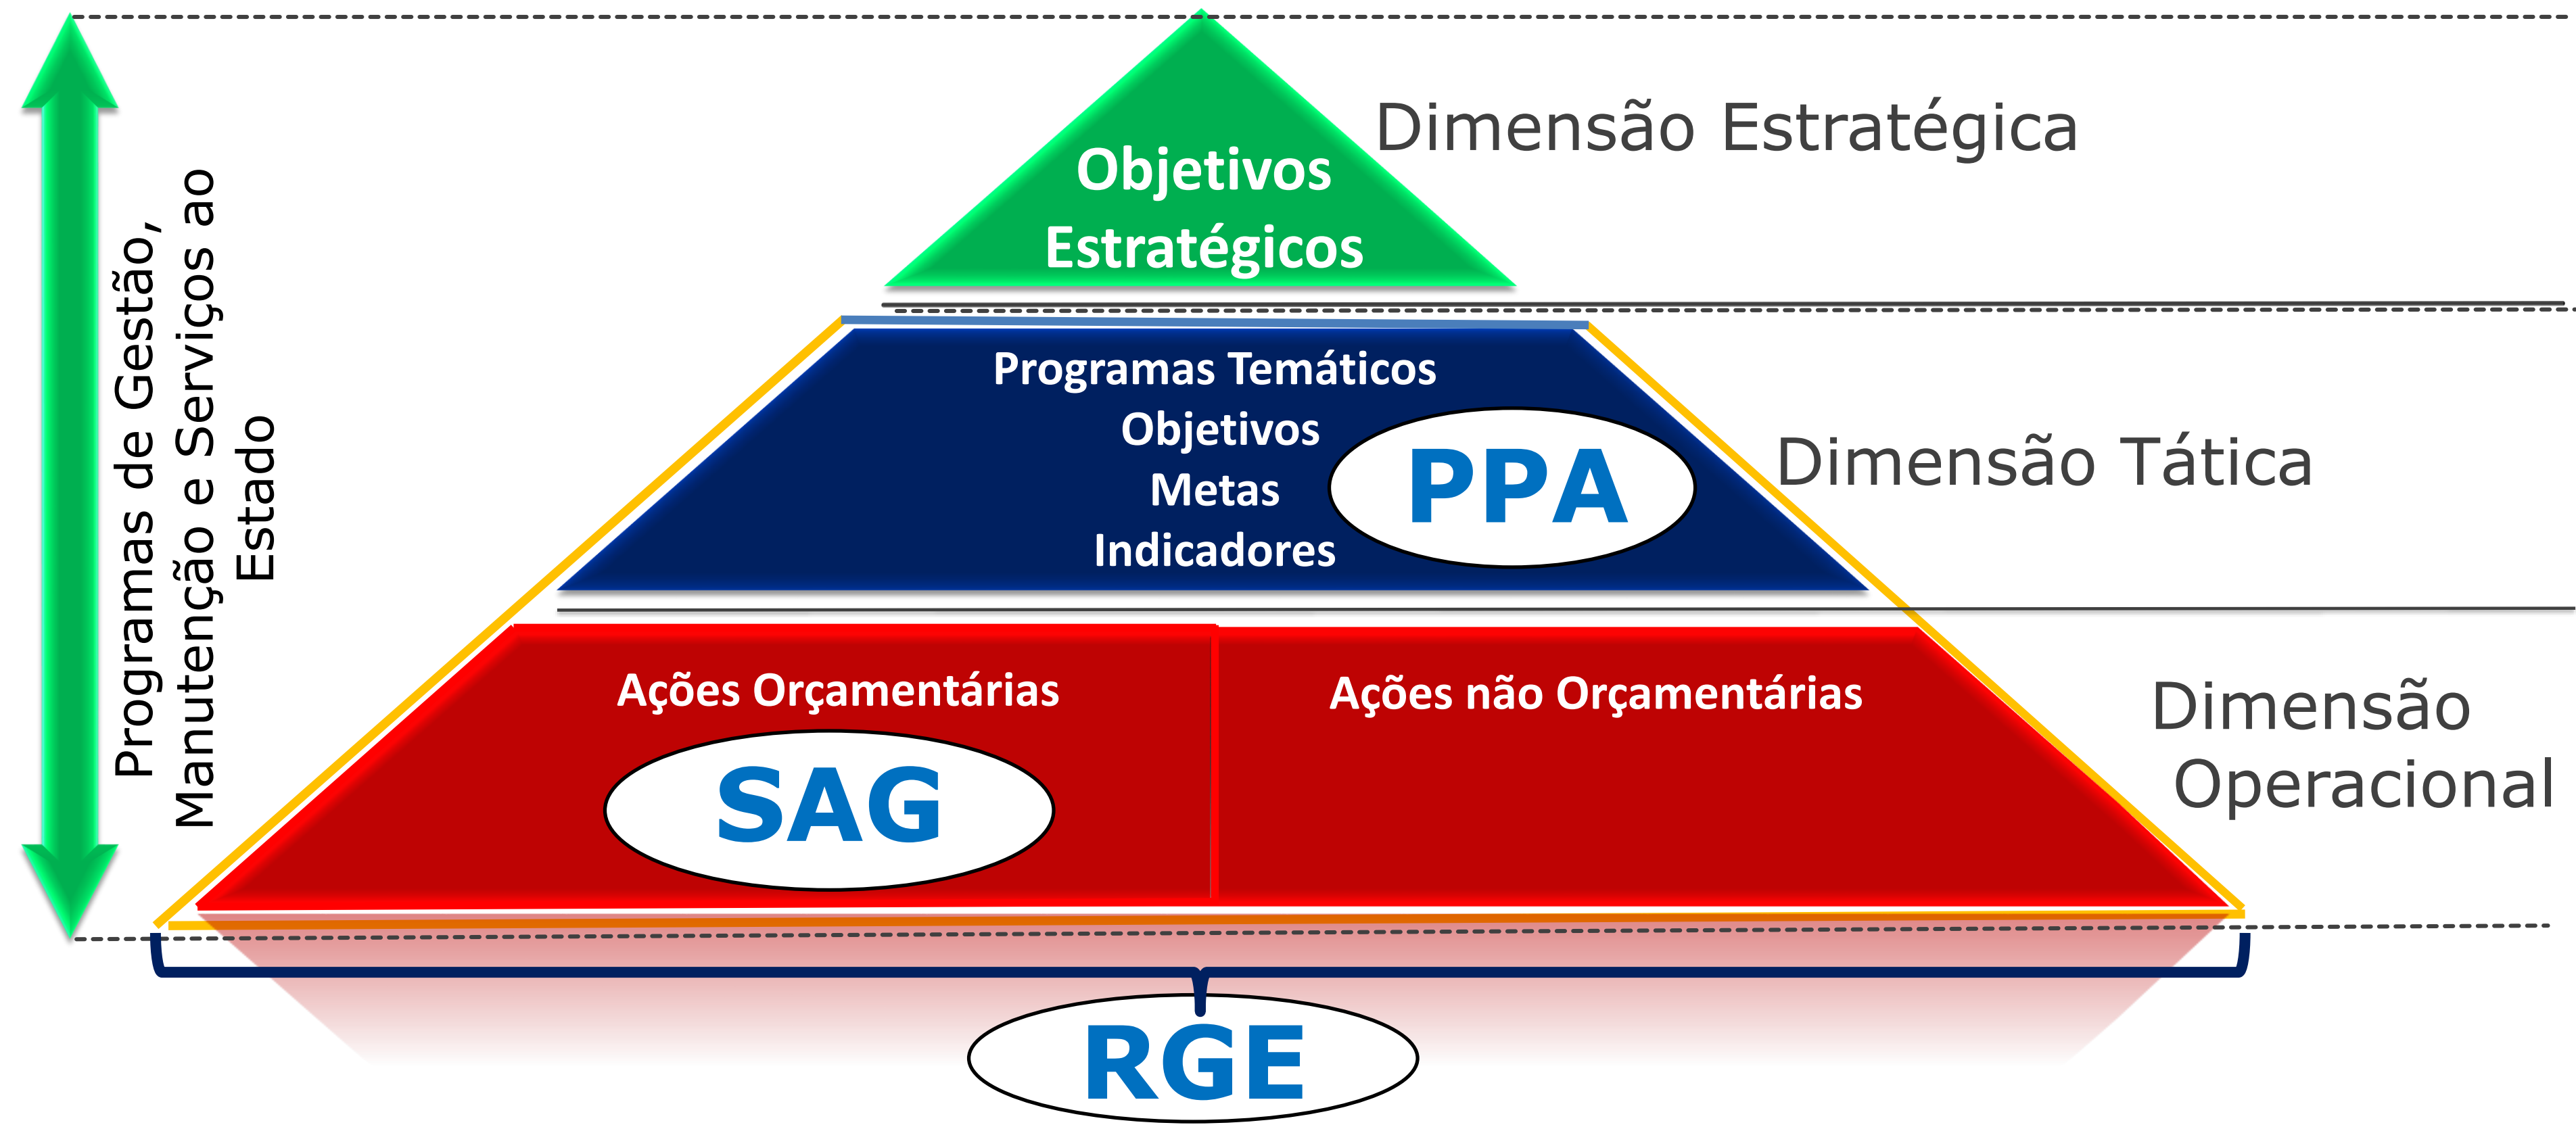 Programas de Gestão,
Manutenção e Serviços ao
Estado
Objetivos
Estratégicos
Dimensão Estratégica
Programas Temáticos
Objetivos
Metas
Indicadores
PPA
Dimensão Tática
Ações Orçamentárias
SAG
Ações não Orçamentárias
Dimensão
Operacional
RGE